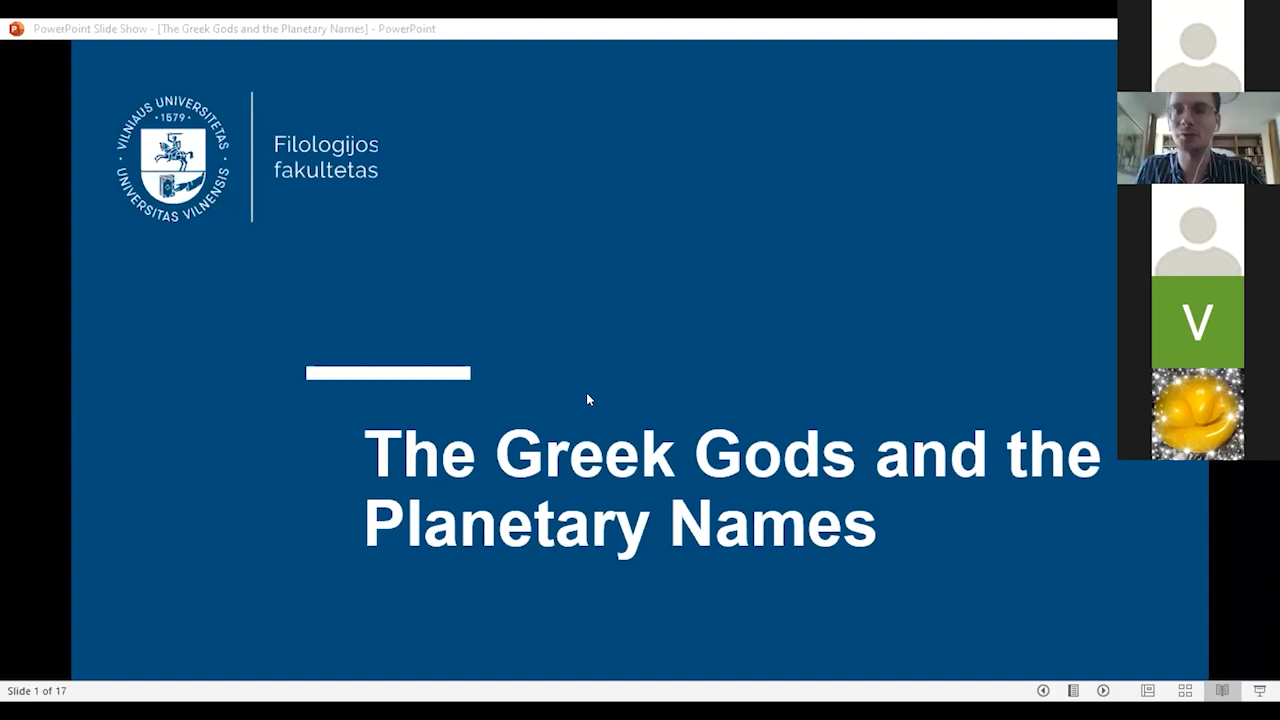 PowerPoint Slide Show - [The Greek Gods and the Planetary Names] - PowerPoint
VILNIAUS UNIVERSITETAS
· 1579 ·
UNIVERSITAS VILNENSIS
Filologijos
fakultetas
V
The Greek Gods and the
Planetary Names
Slide 1 of 17